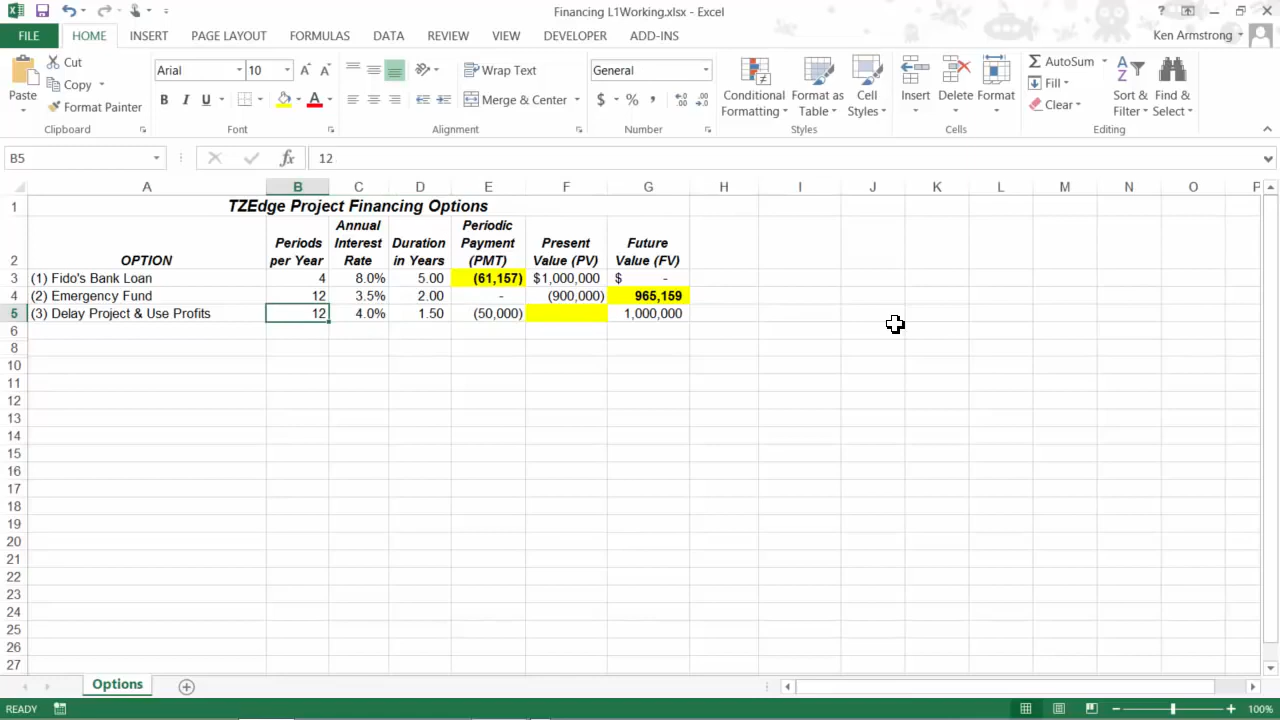 Financing L1Working.xlsx - Excel
?
FILE HOME INSERT PAGE LAYOUT FORMULAS DATA REVIEW VIEW DEVELOPER ADD-INS Ken Armstrong
Paste Cut Copy Format Painter
Clipboard
Arial 10 A A
B I U A
Font
Wrap Text
Merge & Center
Alignment
General
$ % , .0 .00 .00 .0
Number
Conditional Formatting Format as Table Cell Styles
Styles
Insert Delete Format
Cells
AutoSum Fill Clear Sort & Filter Find & Select
Editing
B5 fx 12
A B C D E F G H I J K L M N O P
1 TZEdge Project Financing Options
2 OPTION Periods per Year Annual Interest Rate Duration in Years Periodic Payment (PMT) Present Value (PV) Future Value (FV)
3 (1) Fido's Bank Loan 4 8.0% 5.00 (61,157) $1,000,000 $ -
4 (2) Emergency Fund 12 3.5% 2.00 - (900,000) 965,159
5 (3) Delay Project & Use Profits 12 4.0% 1.50 (50,000) 1,000,000
6
8
10
11
12
13
14
15
16
17
18
19
20
21
22
23
24
25
26
27
Options
READY 100%